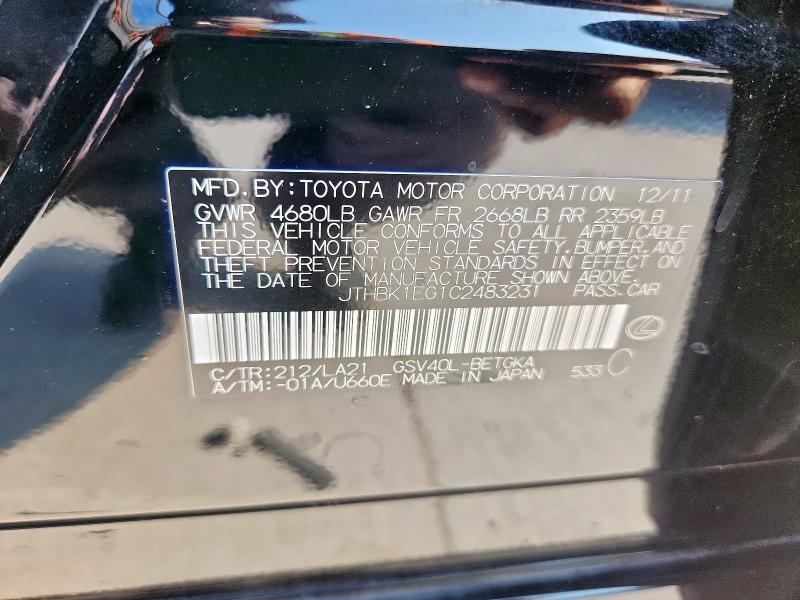 MFD. BY: TOYOTA MOTOR CORPORATION 12/11
GVWR 4680LB GAWR FR 2668LB RR 2359LB
THIS VEHICLE CONFORMS TO ALL APPLICABLE
FEDERAL MOTOR VEHICLE SAFETY, BUMPER, AND
THEFT PREVENTION STANDARDS IN EFFECT ON
THE DATE OF MANUFACTURE SHOWN ABOVE.
JTHBK1EG1C2483231 PASS. CAR
C/TR: 212/LA21 GSV40L-BETGKA 533 C
A/TM: -01A/U660E MADE IN JAPAN